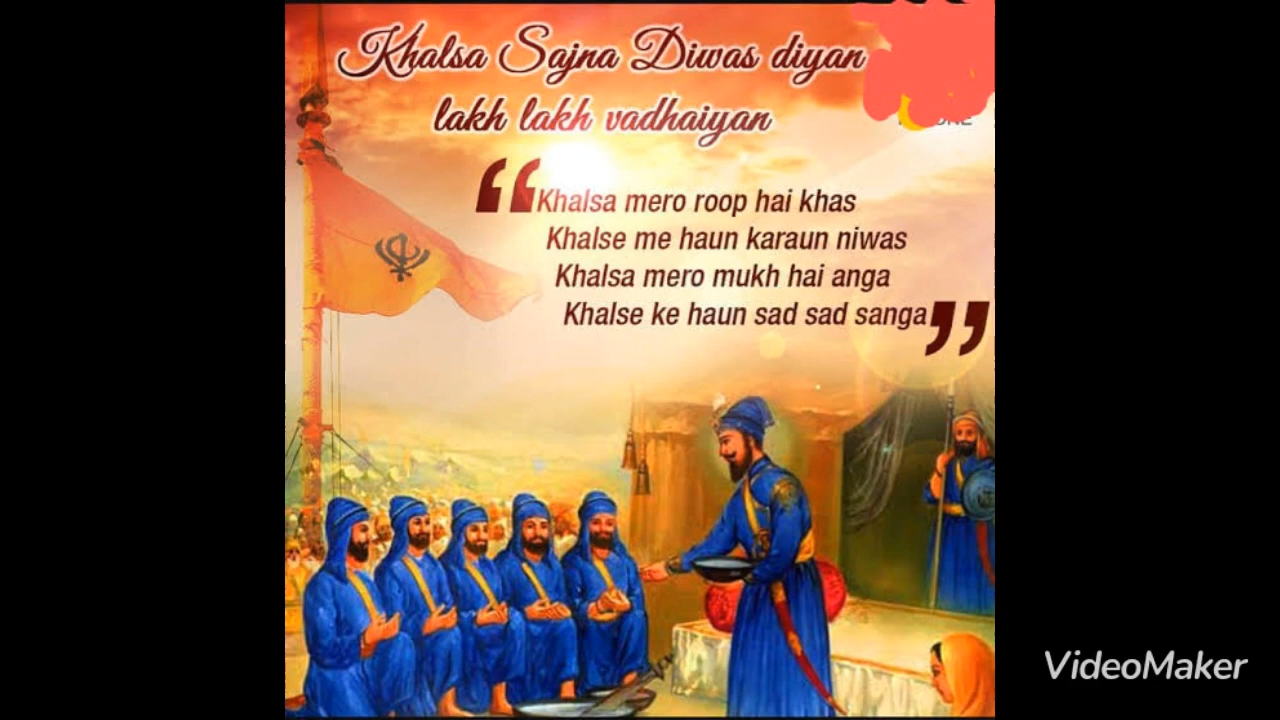 Khalsa Sajna Diwas diyan
lakh lakh vadhaiyan
“Khalsa mero roop hai khas
Khalse me haun karaun niwas
Khalsa mero mukh hai anga
Khalse ke haun sad sad sanga”
VideoMaker